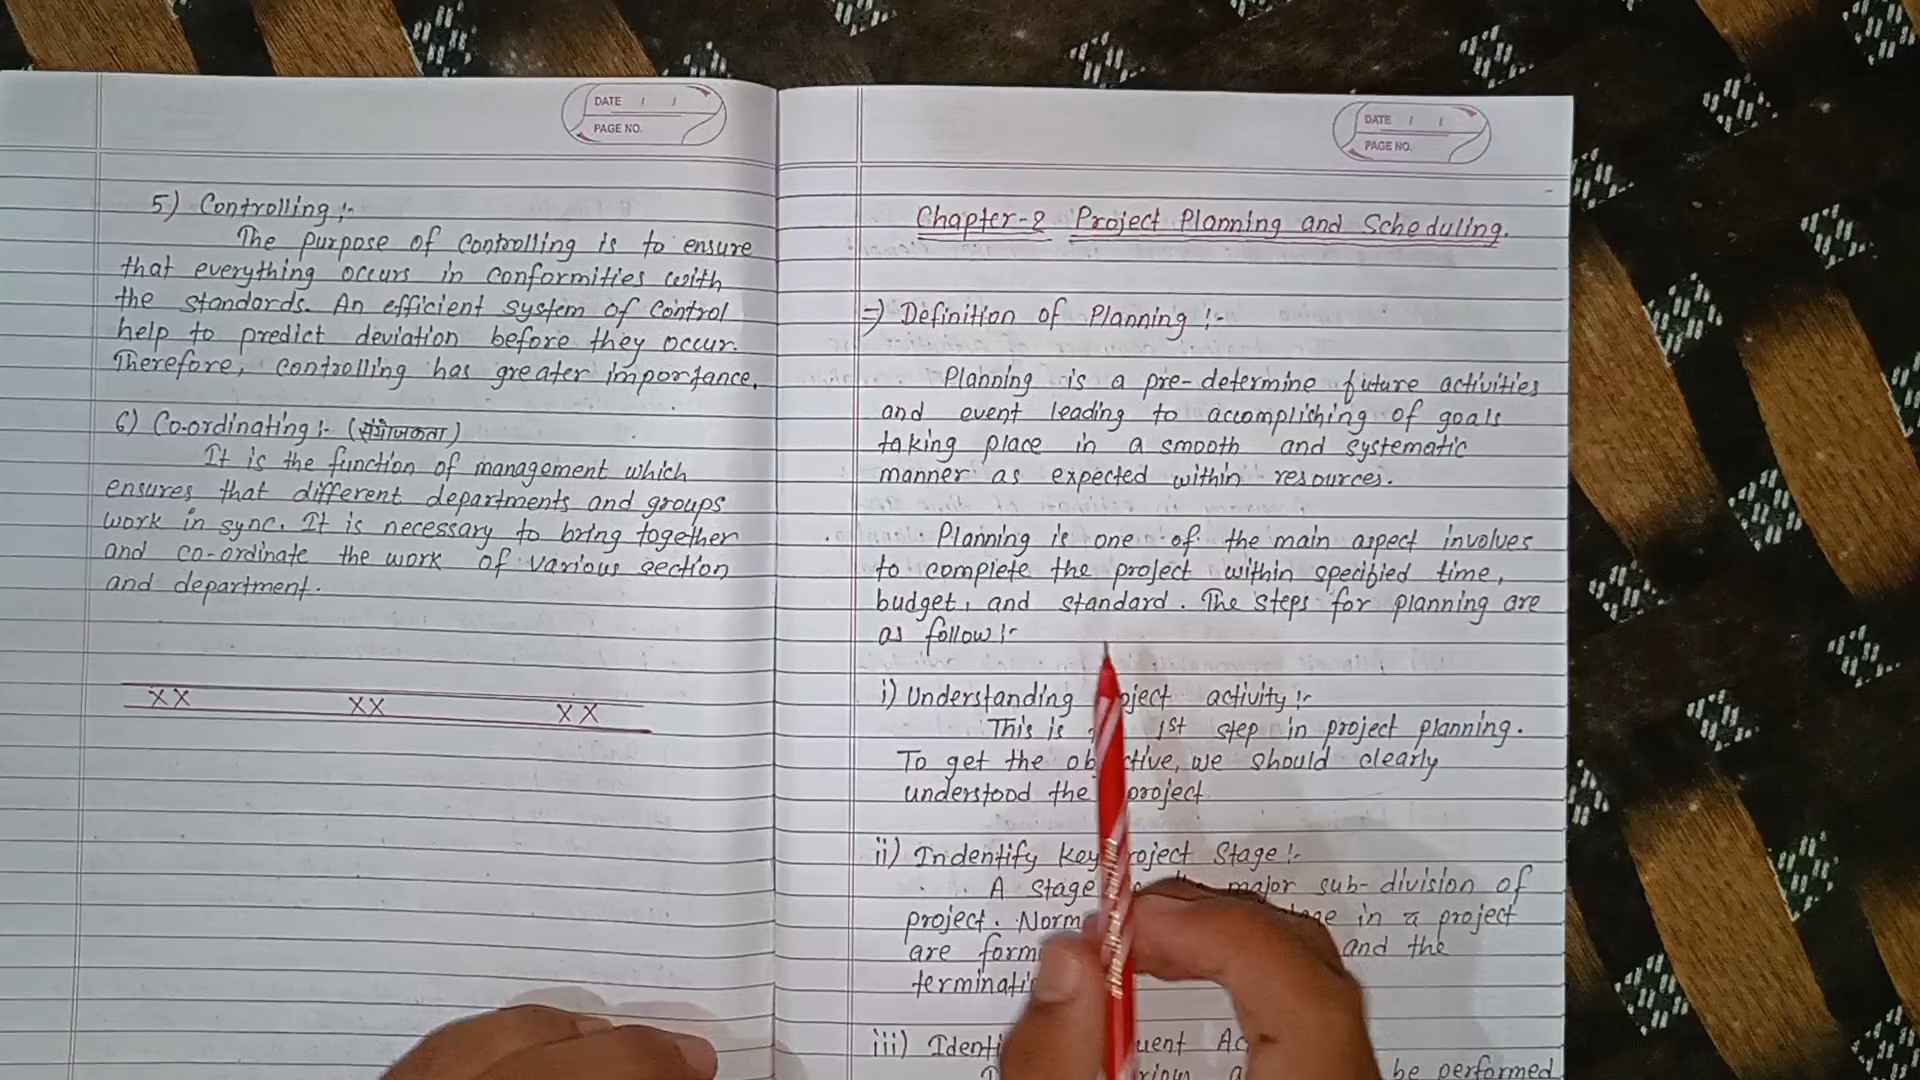 DATE / /
PAGE NO.
5) Controlling :-
The purpose of controlling is to ensure
that everything occurs in conformities with
the standards. An efficient system of control
help to predict deviation before they occur.
Therefore, controlling has greater importance.
6) Co-ordinating :- (संयोजकता)
It is the function of management which
ensures that different departments and groups
work in sync. It is necessary to bring together
and co-ordinate the work of various section
and department.
XX XX XX
DATE / /
PAGE NO.
Chapter-2 Project Planning and Scheduling.
=) Definition of Planning :-
Planning is a pre-determine future activities
and event leading to accomplishing of goals
taking place in a smooth and systematic
manner as expected within resources.
Planning is one of the main aspect involves
to complete the project within specified time,
budget, and standard. The steps for planning are
as follow :-
i) Understanding activity :-
This is 1st step in project planning.
To get the we should clearly
understood the project
ii) Indentify Key Stage :-
A Stage major sub-division of
project. in a project
are and the
iii)
be performed